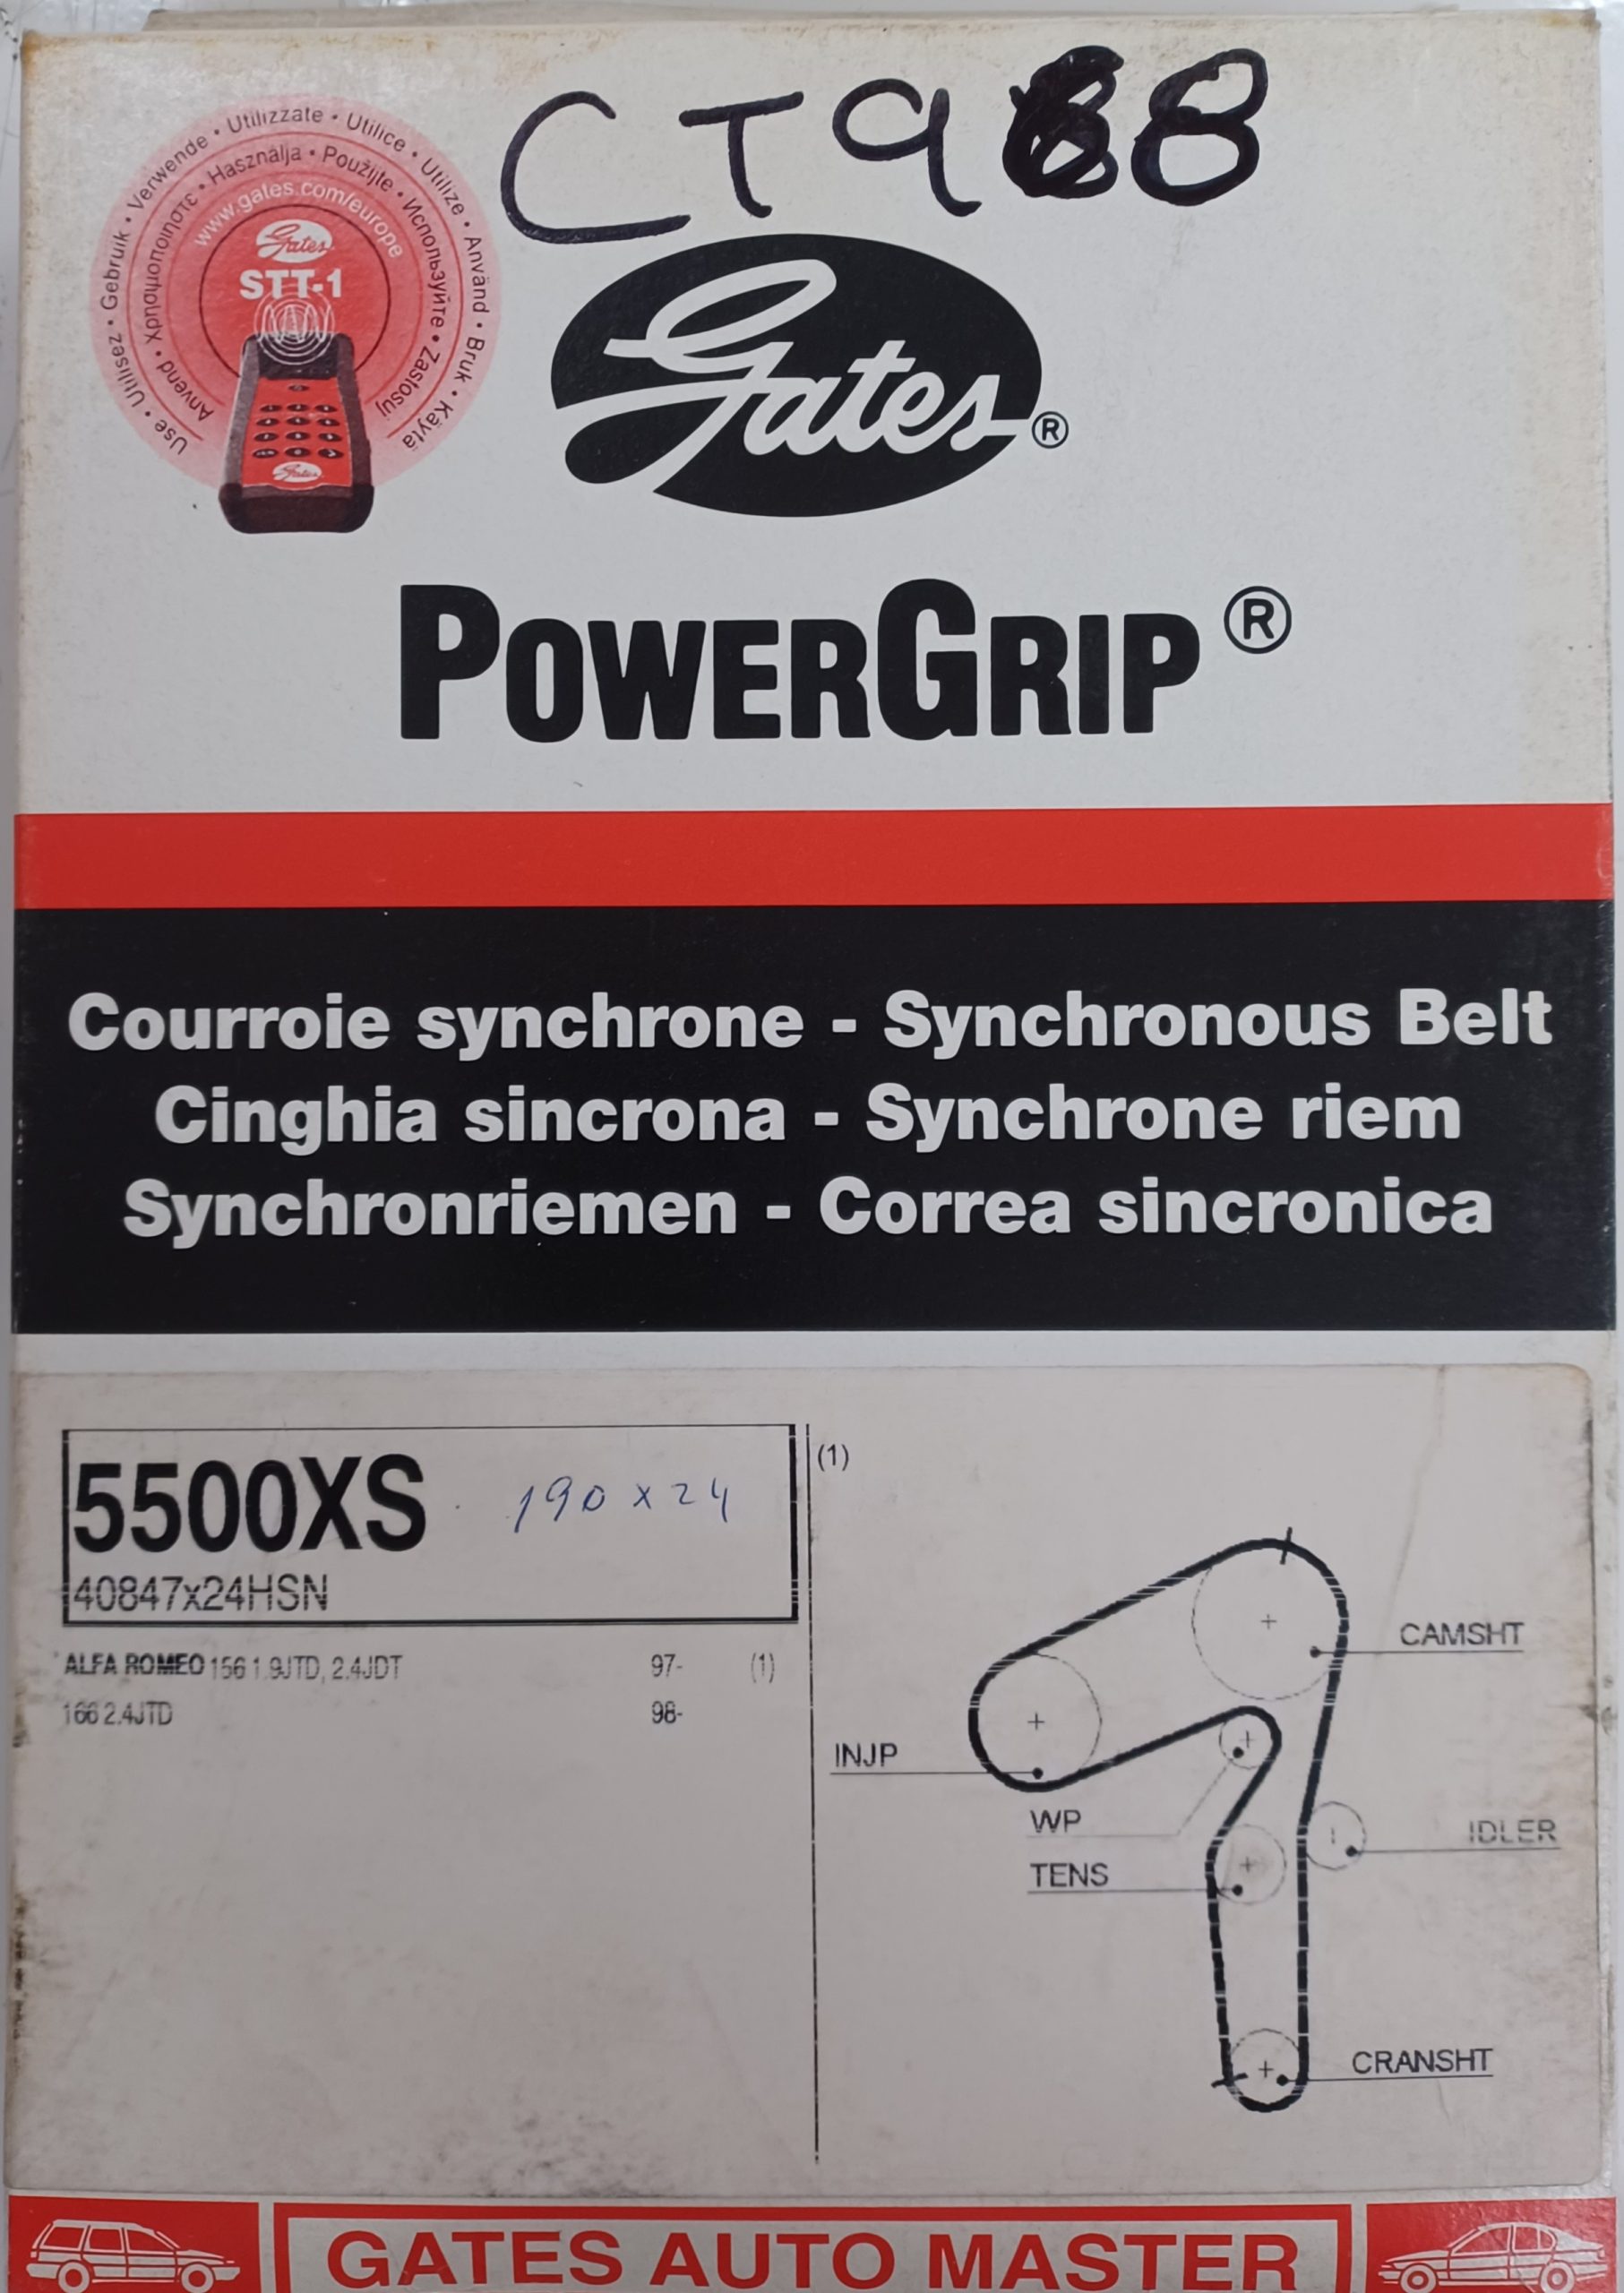 CT988
Use • Utilisez • Gebruik • Verwende • Utilizzate • Utilice • Utilize • Använd • Bruk • Käytä
Anvend • Χρησιμοποιησтε • Használja • Použijte • Используйте • Zastosuj
www.gates.com/europe
Gates
STT-1
Gates
Gates®
POWERGRIP®
Courroie synchrone - Synchronous Belt
Cinghia sincrona - Synchrone riem
Synchronriemen - Correa sincronica
5500XS 190 x 24
40847x24HSN
ALFA ROMEO 156 1.9JTD, 2.4JDT 97- (1)
166 2.4JTD 98-
(1)
CAMSHT
INJP
WP
IDLER
TENS
CRANSHT
GATES AUTO MASTER